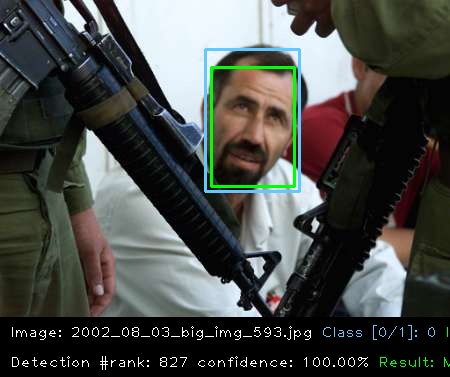 Image: 2002_08_03_big_img_593.jpg Class [0/1]: 0
Detection #rank: 827 confidence: 100.00% Result: